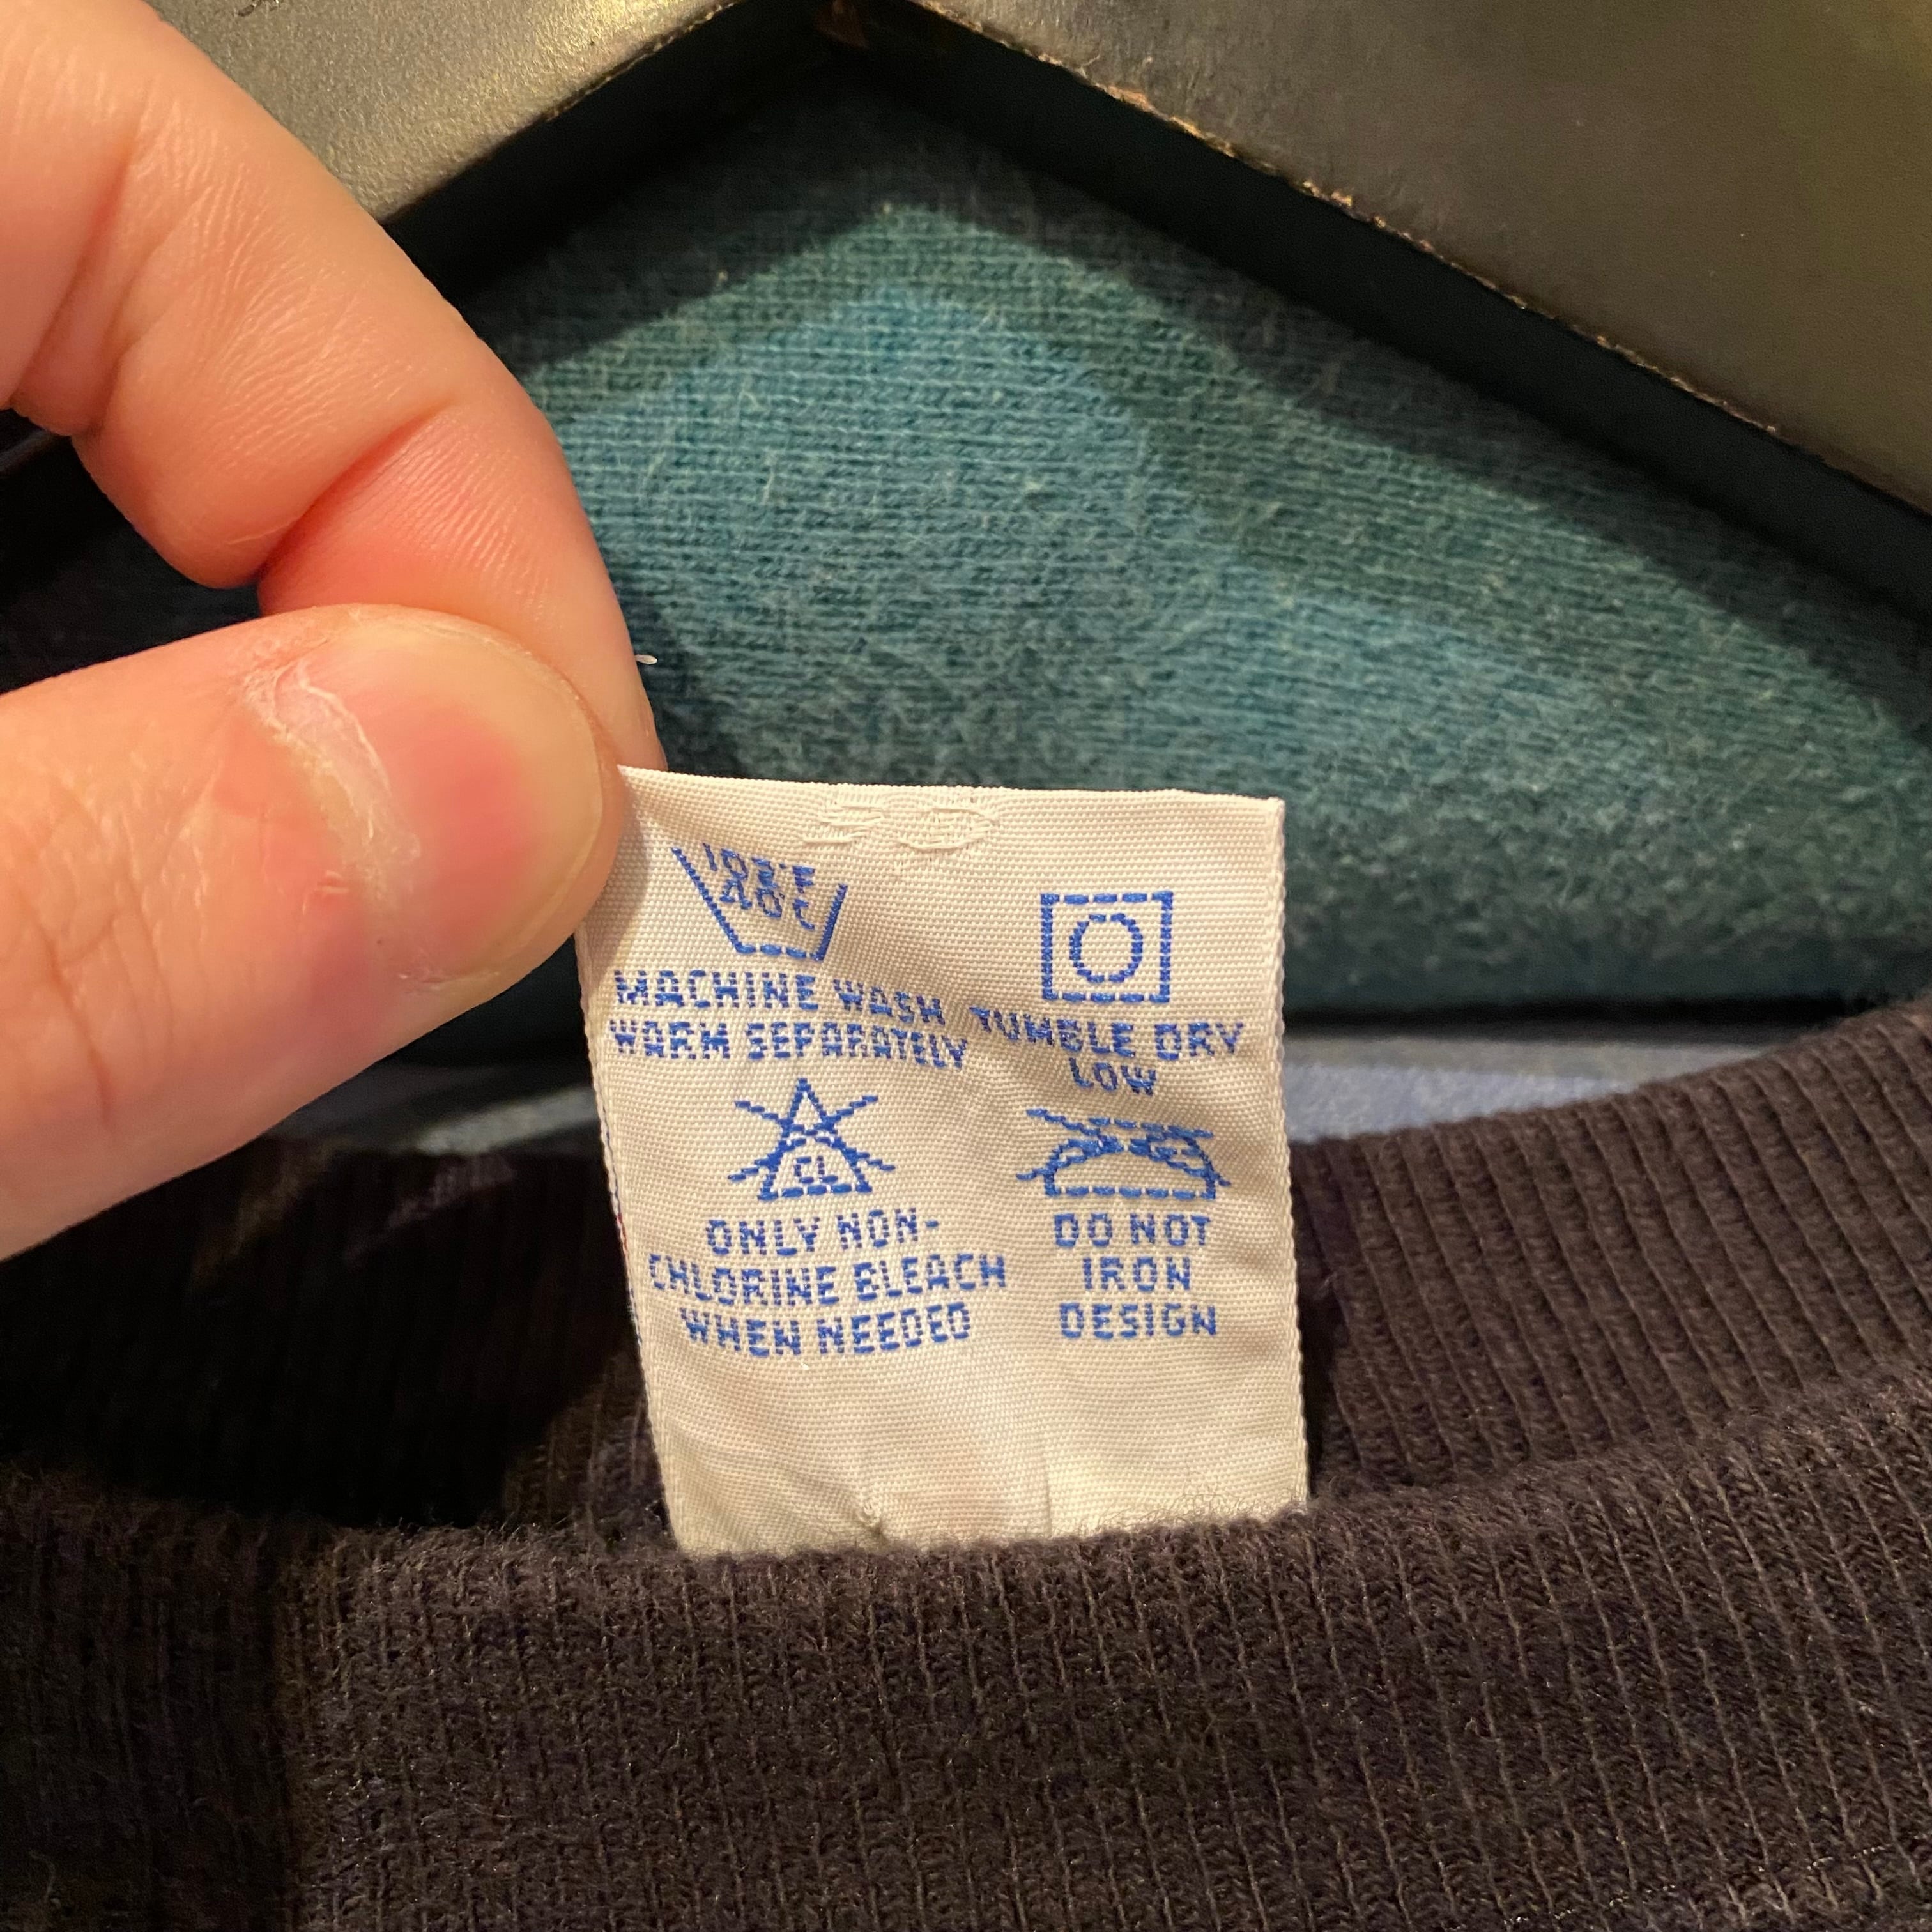 40°C
MACHINE WASH
WARM SEPARATELY
TUMBLE DRY
LOW
CL
ONLY NON-
CHLORINE BLEACH
WHEN NEEDED
DO NOT
IRON
DESIGN